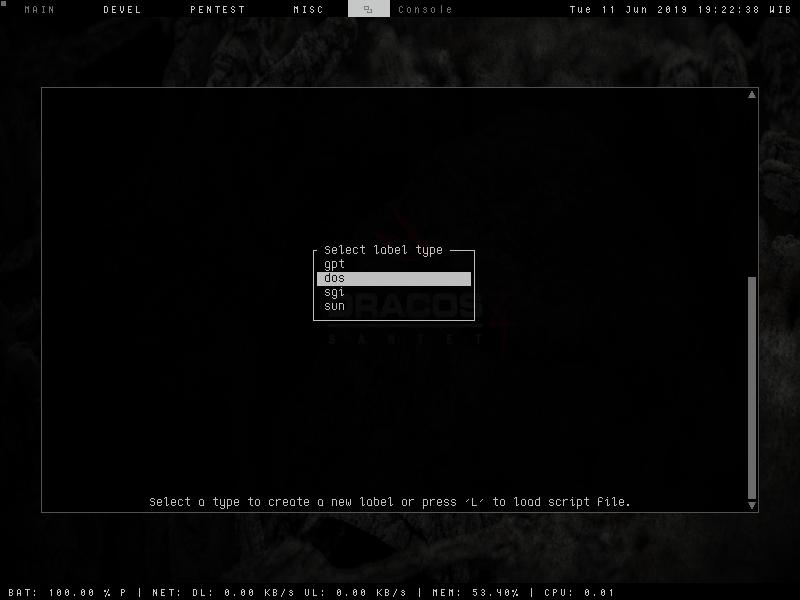 MAIN DEVEL PENTEST MISC Console Tue 11 Jun 2019 19:22:38 WIB
Select label type
gpt
dos
sgi
sun
DRACOS
SANTET
Select a type to create a new label or press 'L' to load script file.
BAT: 100.00 % P | NET: DL: 0.00 KB/s UL: 0.00 KB/s | MEM: 53.40% | CPU: 0.01